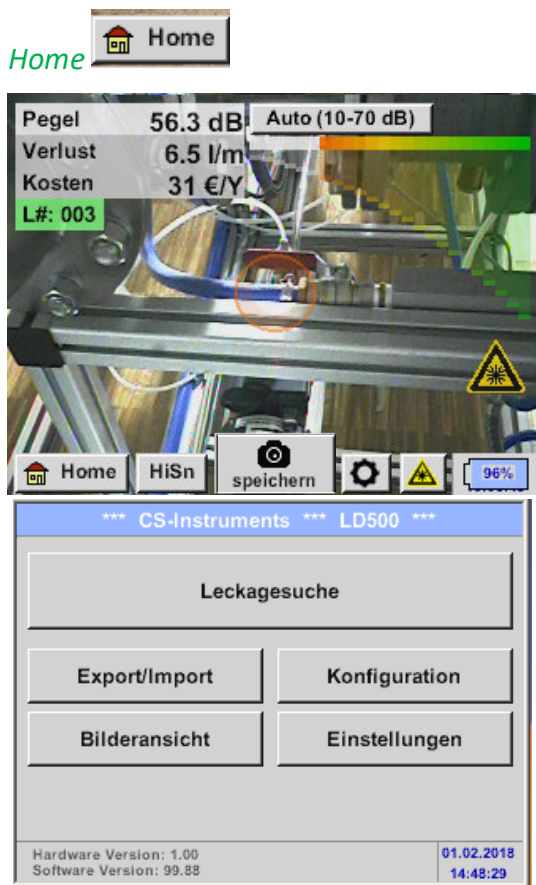 Home Home
Pegel 56.3 dB Auto (10-70 dB)
Verlust 6.5 l/m
Kosten 31 €/Y
L#: 003
Home HiSn speichern 96%
*** CS-Instruments *** LD500 ***
Leckagesuche
Export/Import Konfiguration
Bilderansicht Einstellungen
Hardware Version: 1.00 01.02.2018
Software Version: 99.88 14:48:29